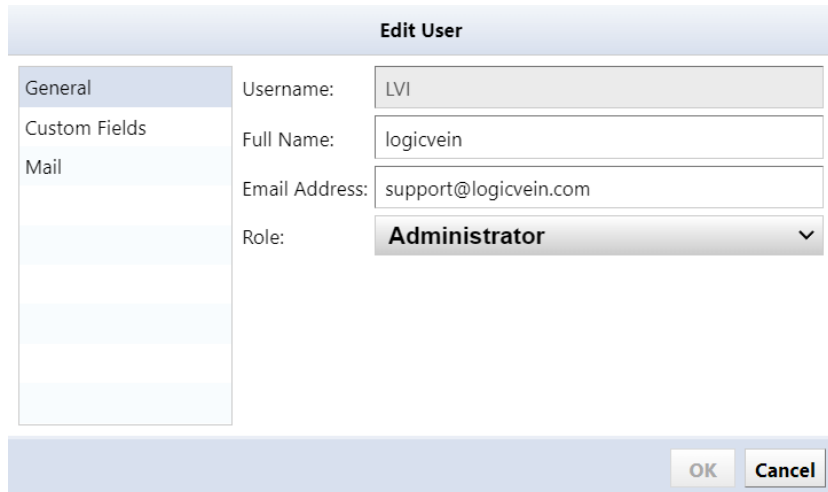 Edit User
General
Custom Fields
Mail
Username: LVI
Full Name: logicvein
Email Address: support@logicvein.com
Role: Administrator
OK Cancel